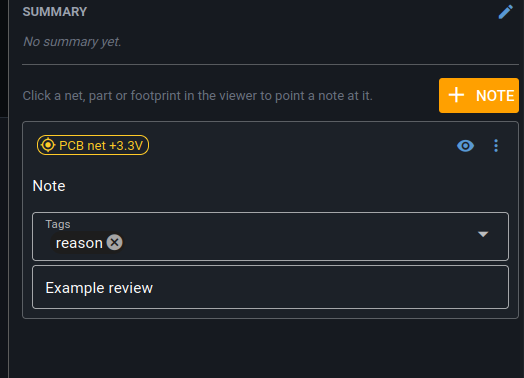 SUMMARY
No summary yet.
Click a net, part or footprint in the viewer to point a note at it.
NOTE
PCB net +3.3V
Note
Tags
reason
Example review